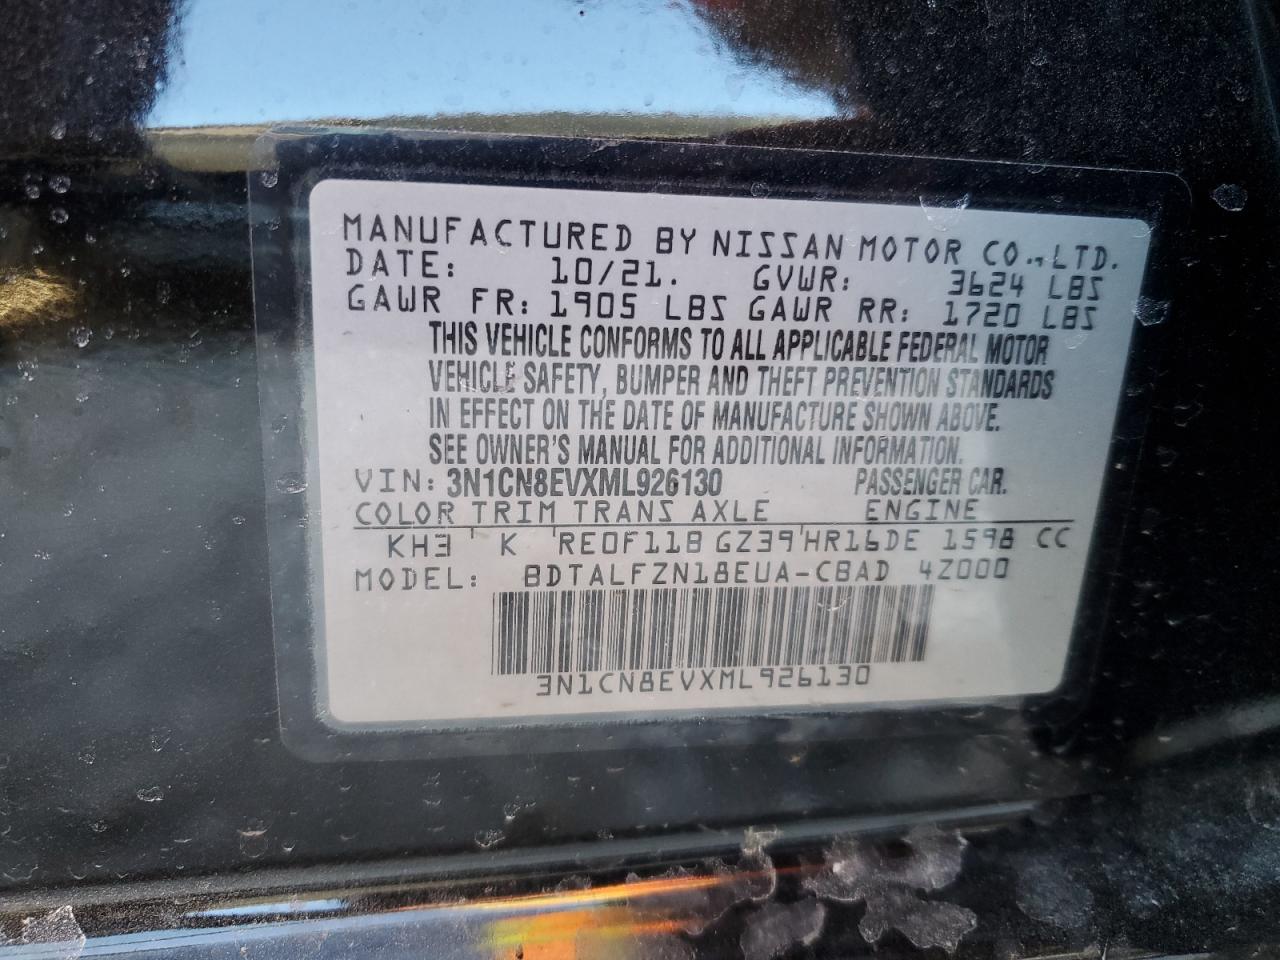 MANUFACTURED BY NISSAN MOTOR CO., LTD.
DATE: 10/21. GVWR: 3624 LBS
GAWR FR: 1905 LBS GAWR RR: 1720 LBS
THIS VEHICLE CONFORMS TO ALL APPLICABLE FEDERAL MOTOR
VEHICLE SAFETY, BUMPER AND THEFT PREVENTION STANDARDS
IN EFFECT ON THE DATE OF MANUFACTURE SHOWN ABOVE.
SEE OWNER'S MANUAL FOR ADDITIONAL INFORMATION.
VIN: 3N1CN8EVXML926130 PASSENGER CAR.
COLOR TRIM TRANS AXLE ENGINE
KH3 K RE0F11B GZ39 HR16DE 1598 CC
MODEL: BDTALFZN18EUA-CBAD 4Z000
3N1CN8EVXML926130